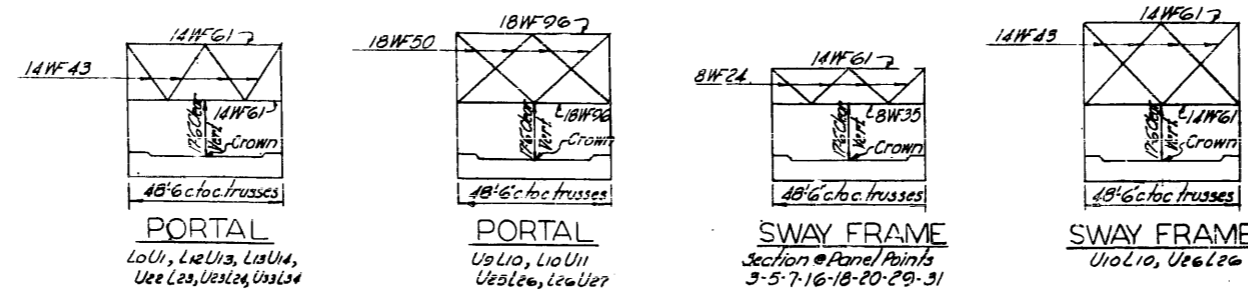 14WF61
14WF43
14WF61
17'-6 Clear
Vert.
Crown
48'-6" c. to c. trusses
PORTAL
L0U1, L12U13, L13U14,
U22L23, U23L24, U33L34
18WF96
18WF50
18WF96
17'-6 Clear
Vert.
Crown
48'-6" c. to c. trusses
PORTAL
U9L10, L10U11
U25L26, L26U27
14WF61
8WF24
8WF35
17'-6 Clear
Vert.
Crown
48'-6" c. to c. trusses
SWAY FRAME
Section @ Panel Points
3-5-7-16-18-20-29-31
14WF61
14WF43
14WF61
17'-6 Clear
Vert.
Crown
48'-6" c. to c. trusses
SWAY FRAME
U10L10, U26L26